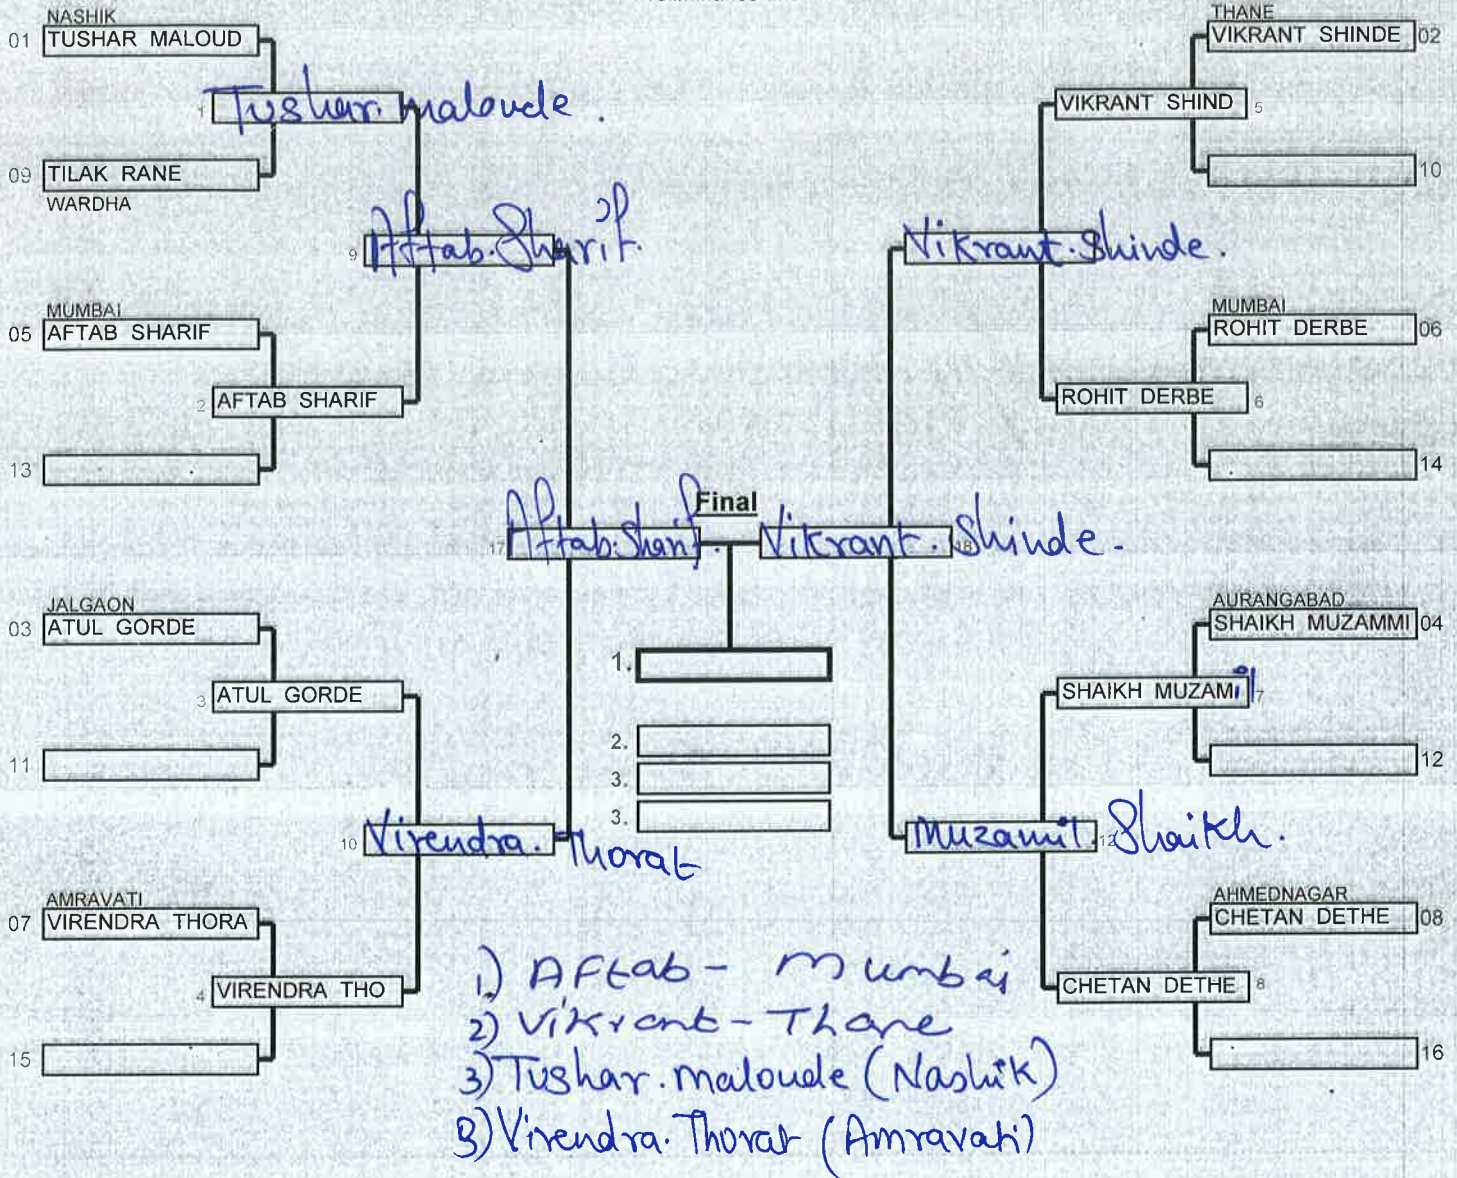 NASHIK
01 TUSHAR MALOUD
1 Tushar. maloude.
09 TILAK RANE
WARDHA
9 Aftab. Sharif.
MUMBAI
05 AFTAB SHARIF
2 AFTAB SHARIF
13
17 Aftab. Sharif.
JALGAON
03 ATUL GORDE
3 ATUL GORDE
11
10 Virendra. Thorat
AMRAVATI
07 VIRENDRA THORA
4 VIRENDRA THO
15
Final
1.
2.
3.
3.
THANE
VIKRANT SHINDE 02
VIKRANT SHIND 5
10
Vikrant. Shinde.
MUMBAI
ROHIT DERBE 06
ROHIT DERBE 6
14
Vikrant. Shinde. 18
AURANGABAD
SHAIKH MUZAMMI 04
SHAIKH MUZAMil 7
12
Muzamil. Shaikh. 12
AHMEDNAGAR
CHETAN DETHE 08
CHETAN DETHE 8
16
1) AFtab - Mumbai
2) Vikrant - Thane
3) Tushar. maloude (Nashik)
3) Virendra. Thorat (Amravati)